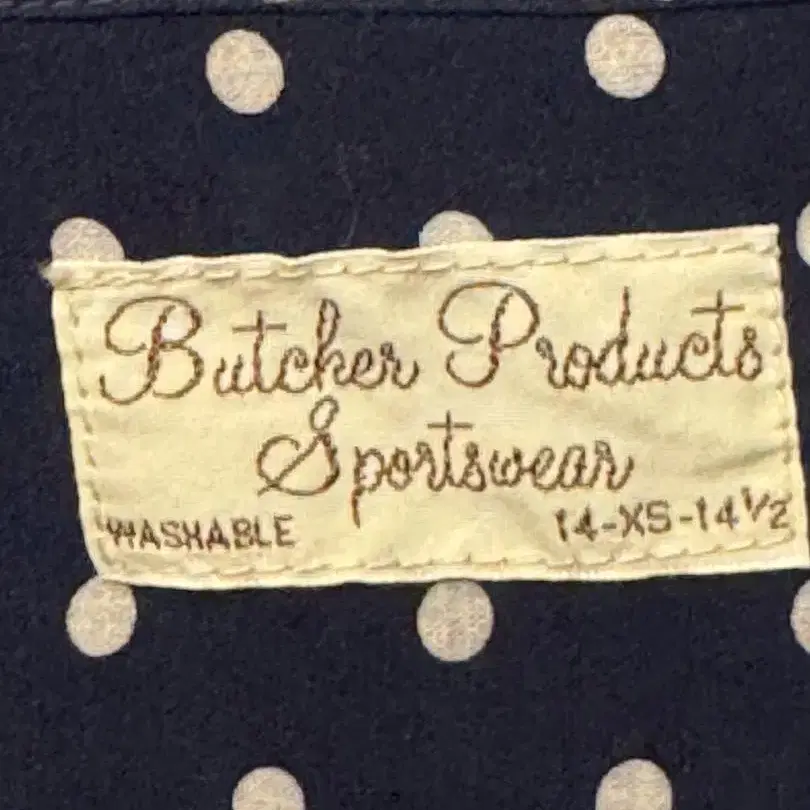 Butcher Products
Sportswear
WASHABLE 14-XS-14½